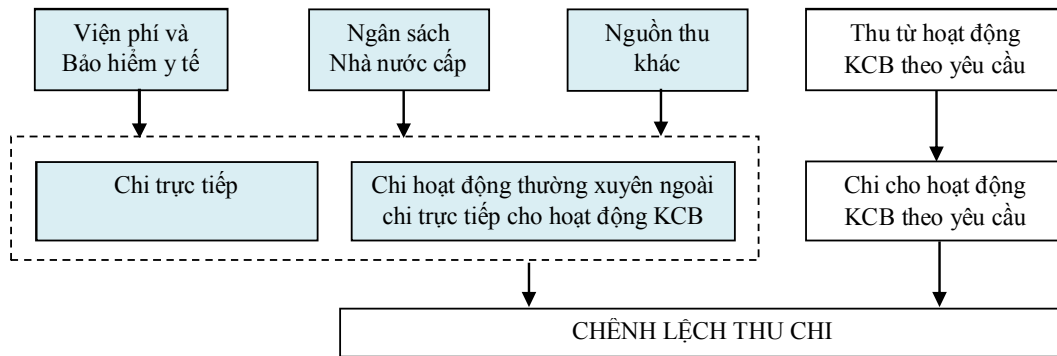 Viện phí và
Bảo hiểm y tế
Ngân sách
Nhà nước cấp
Nguồn thu
khác
Thu từ hoạt động
KCB theo yêu cầu
Chi trực tiếp
Chi hoạt động thường xuyên ngoài
chi trực tiếp cho hoạt động KCB
Chi cho hoạt động
KCB theo yêu cầu
CHÊNH LỆCH THU CHI